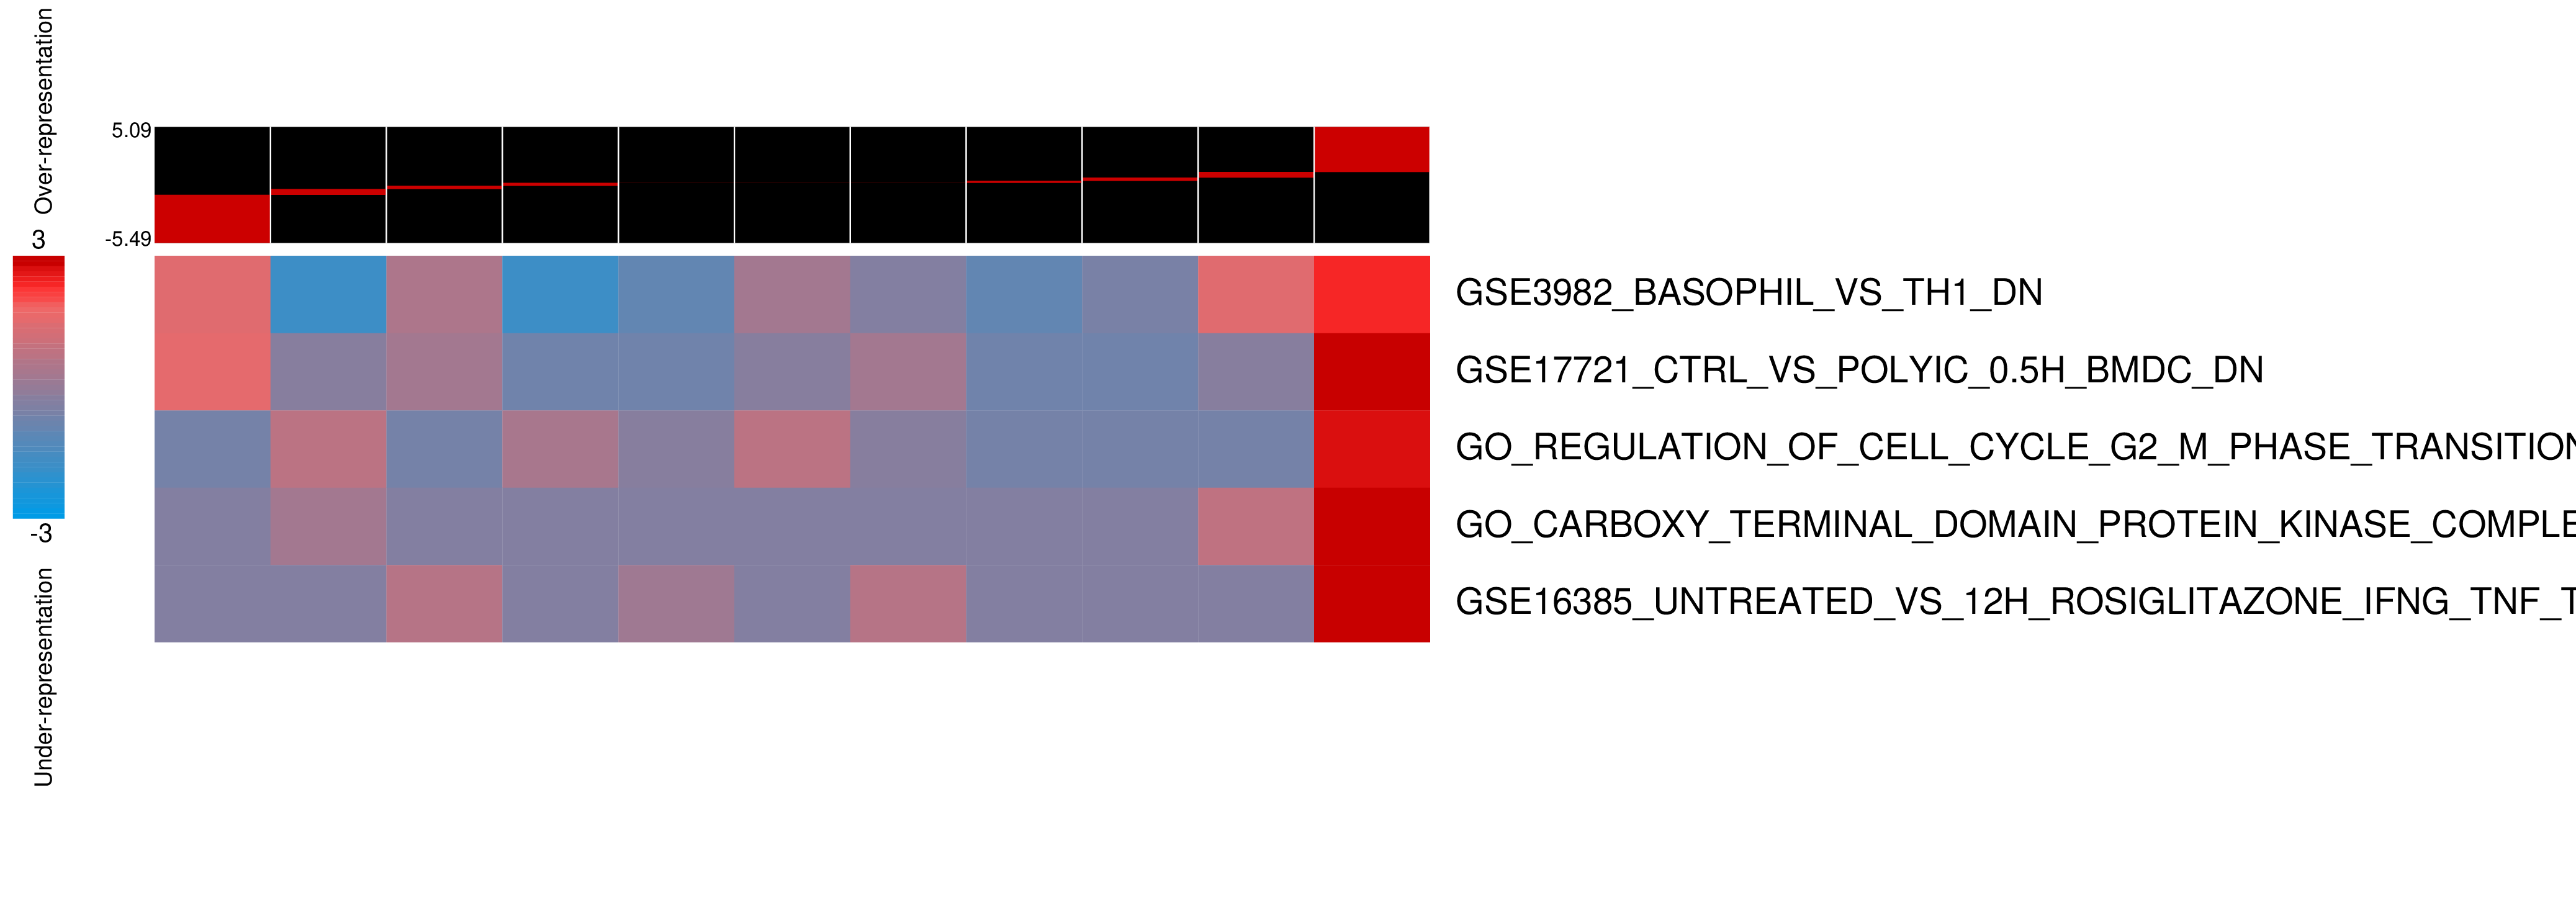 Over-representation
5.09
-5.49
3
-3
Under-representation
GSE3982_BASOPHIL_VS_TH1_DN
GSE17721_CTRL_VS_POLYIC_0.5H_BMDC_DN
GO_REGULATION_OF_CELL_CYCLE_G2_M_PHASE_TRANSITION
GO_CARBOXY_TERMINAL_DOMAIN_PROTEIN_KINASE_COMPLE
GSE16385_UNTREATED_VS_12H_ROSIGLITAZONE_IFNG_TNF_T